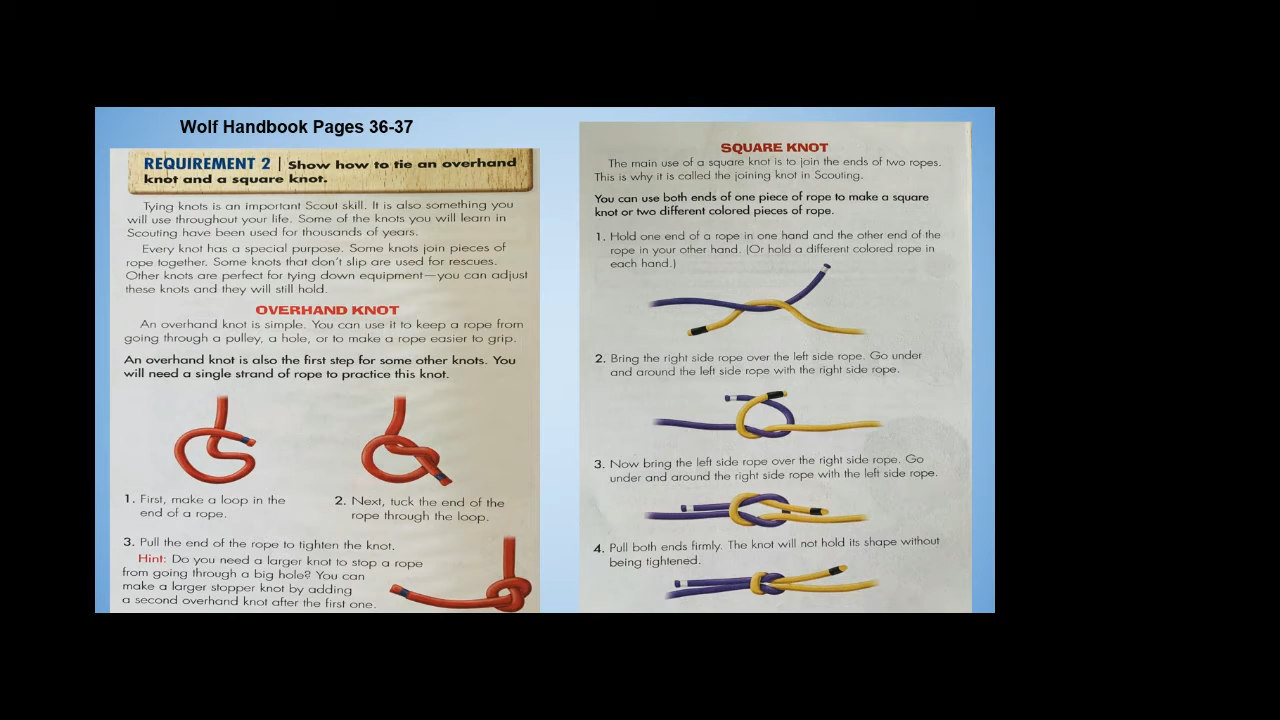 Wolf Handbook Pages 36-37
REQUIREMENT 2 | Show how to tie an overhand
knot and a square knot.
Tying knots is an important Scout skill. It is also something you
will use throughout your life. Some of the knots you will learn in
Scouting have been used for thousands of years.
Every knot has a special purpose. Some knots join pieces of
rope together. Some knots that don't slip are used for rescues.
Other knots are perfect for tying down equipment—you can adjust
these knots and they will still hold.
OVERHAND KNOT
An overhand knot is simple. You can use it to keep a rope from
going through a pulley, a hole, or to make a rope easier to grip.
An overhand knot is also the first step for some other knots. You
will need a single strand of rope to practice this knot.
1. First, make a loop in the
end of a rope.
2. Next, tuck the end of the
rope through the loop.
3. Pull the end of the rope to tighten the knot.
Hint: Do you need a larger knot to stop a rope
from going through a big hole? You can
make a larger stopper knot by adding
a second overhand knot after the first one.
SQUARE KNOT
The main use of a square knot is to join the ends of two ropes.
This is why it is called the joining knot in Scouting.
You can use both ends of one piece of rope to make a square
knot or two different colored pieces of rope.
1. Hold one end of a rope in one hand and the other end of the
rope in your other hand. (Or hold a different colored rope in
each hand.)
2. Bring the right side rope over the left side rope. Go under
and around the left side rope with the right side rope.
3. Now bring the left side rope over the right side rope. Go
under and around the right side rope with the left side rope.
4. Pull both ends firmly. The knot will not hold its shape without
being tightened.